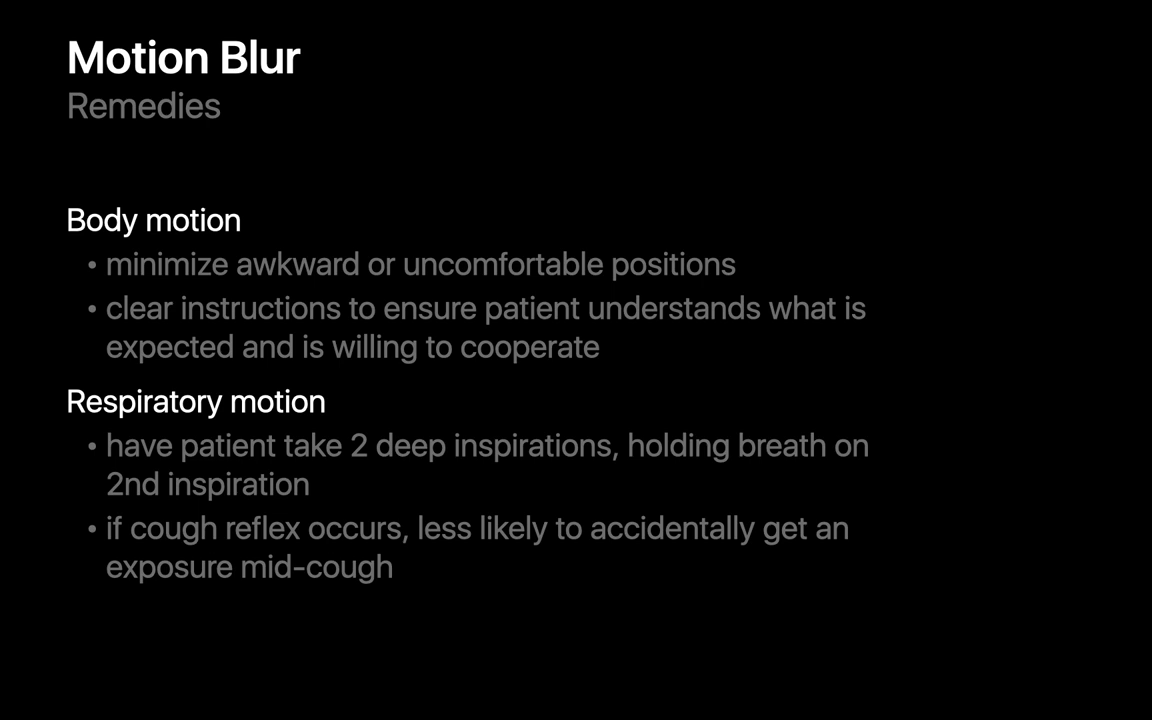 Motion Blur
Remedies
Body motion
• minimize awkward or uncomfortable positions
• clear instructions to ensure patient understands what is
expected and is willing to cooperate
Respiratory motion
• have patient take 2 deep inspirations, holding breath on
2nd inspiration
• if cough reflex occurs, less likely to accidentally get an
exposure mid-cough